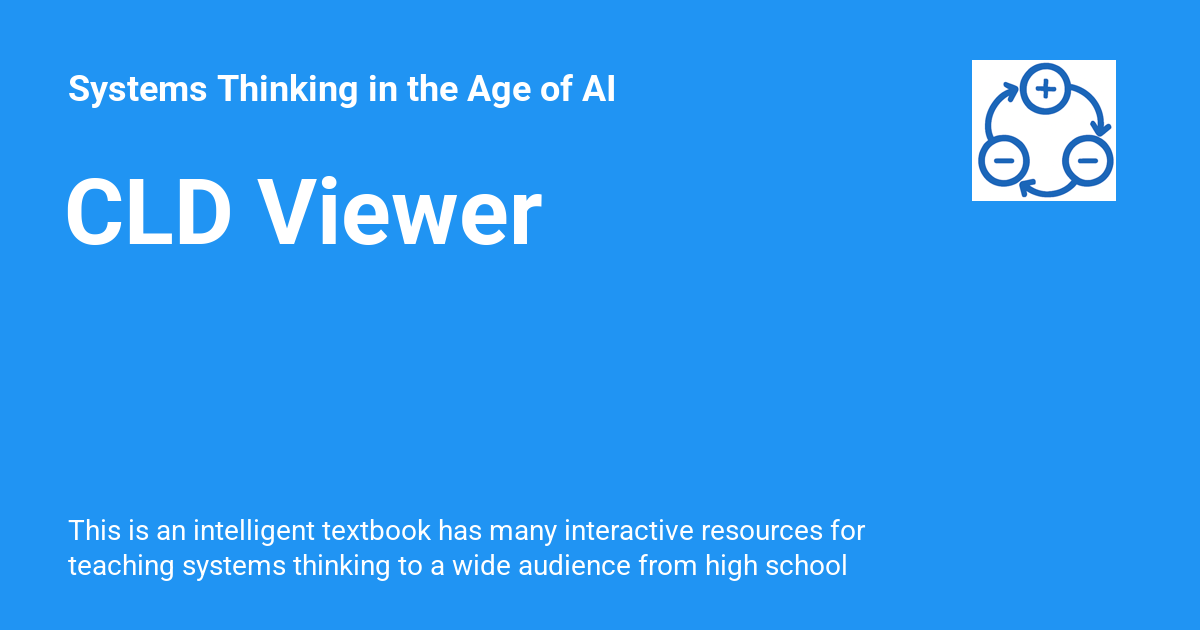 Systems Thinking in the Age of AI
CLD Viewer
This is an intelligent textbook has many interactive resources for
teaching systems thinking to a wide audience from high school